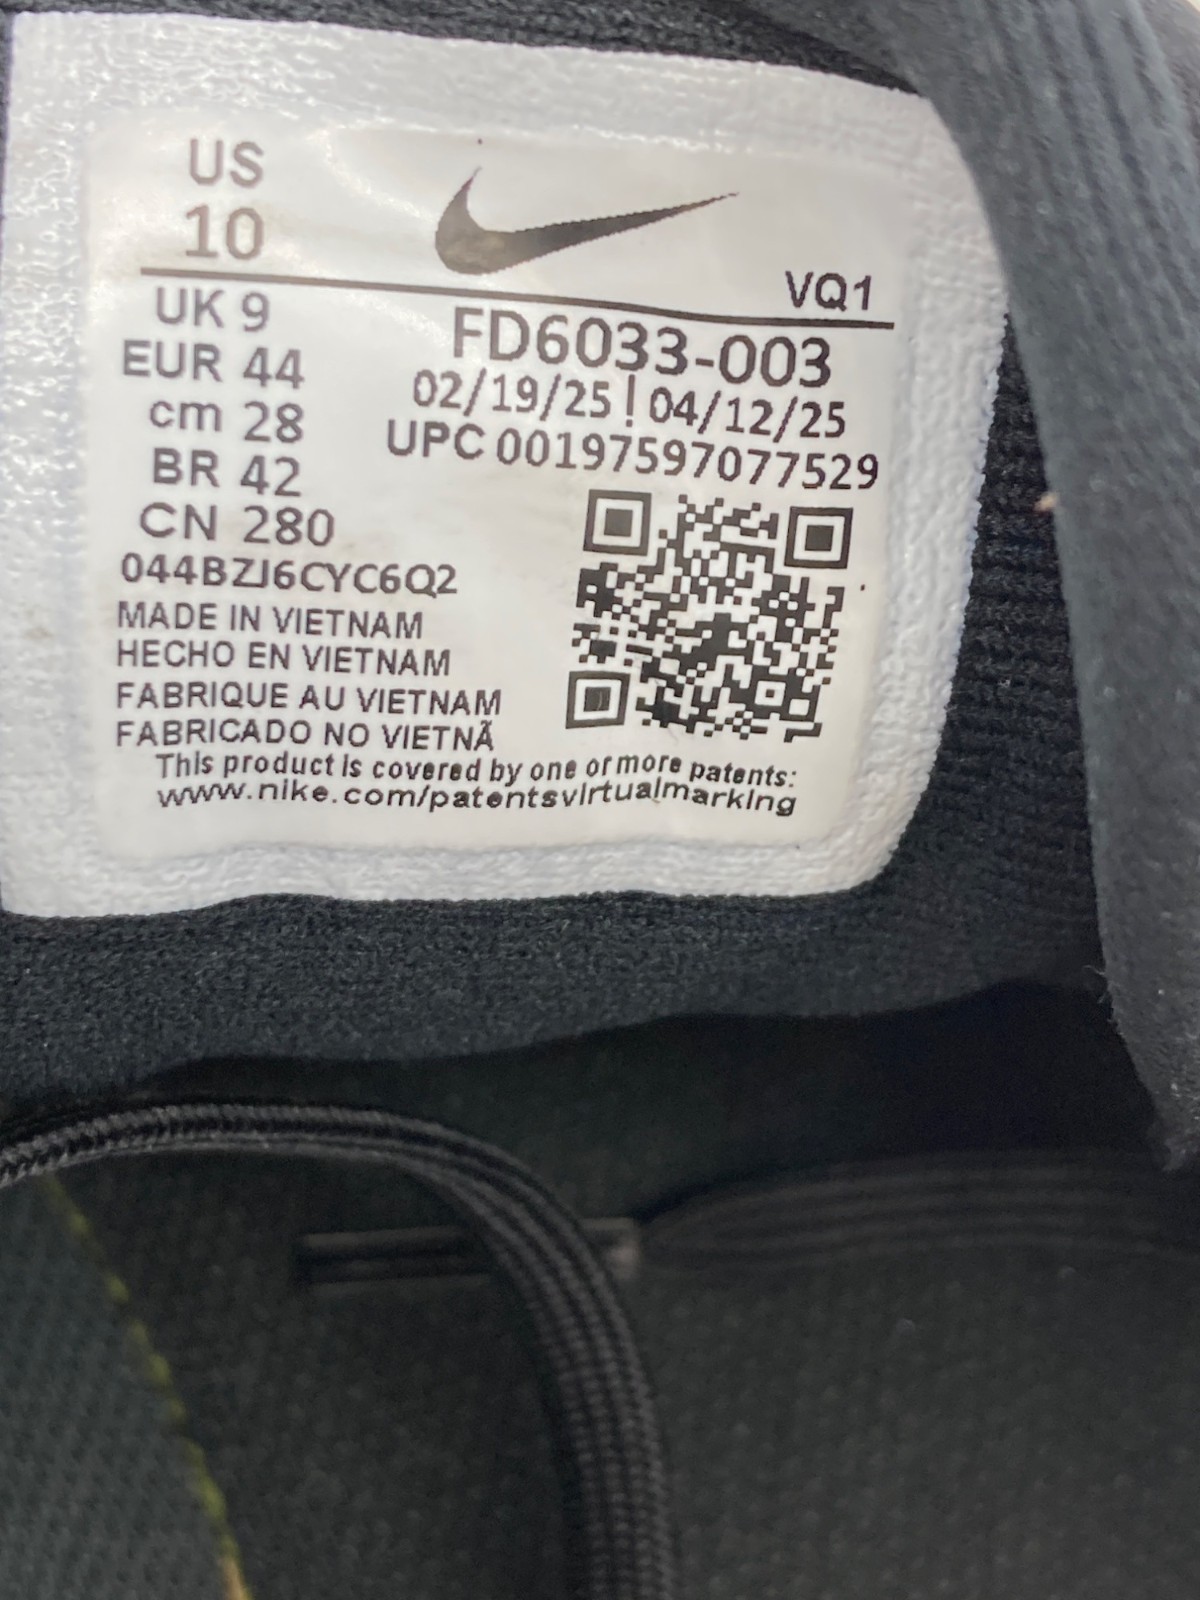 US
10
VQ1
UK 9
EUR 44
cm 28
BR 42
CN 280
FD6033-003
02/19/25 | 04/12/25
UPC 00197597077529
044BZJ6CYC6Q2
MADE IN VIETNAM
HECHO EN VIETNAM
FABRIQUE AU VIETNAM
FABRICADO NO VIETNÃ
This product is covered by one or more patents:
www.nike.com/patentsvirtualmarking